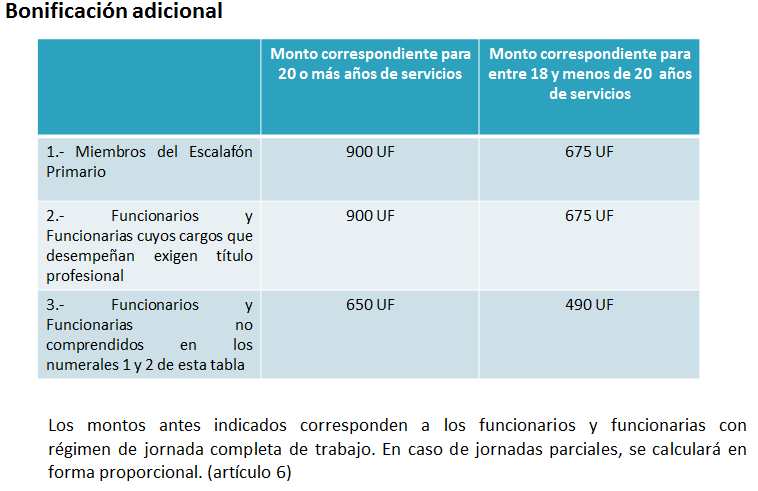 Bonificación adicional
Monto correspondiente para
20 o más años de servicios
Monto correspondiente para
entre 18 y menos de 20 años
de servicios
1.- Miembros del Escalafón
Primario
900 UF
675 UF
2.- Funcionarios y
Funcionarias cuyos cargos que
desempeñan exigen título
profesional
900 UF
675 UF
3.- Funcionarios y
Funcionarias no
comprendidos en los
numerales 1 y 2 de esta tabla
650 UF
490 UF
Los montos antes indicados corresponden a los funcionarios y funcionarias con
régimen de jornada completa de trabajo. En caso de jornadas parciales, se calculará en
forma proporcional. (artículo 6)